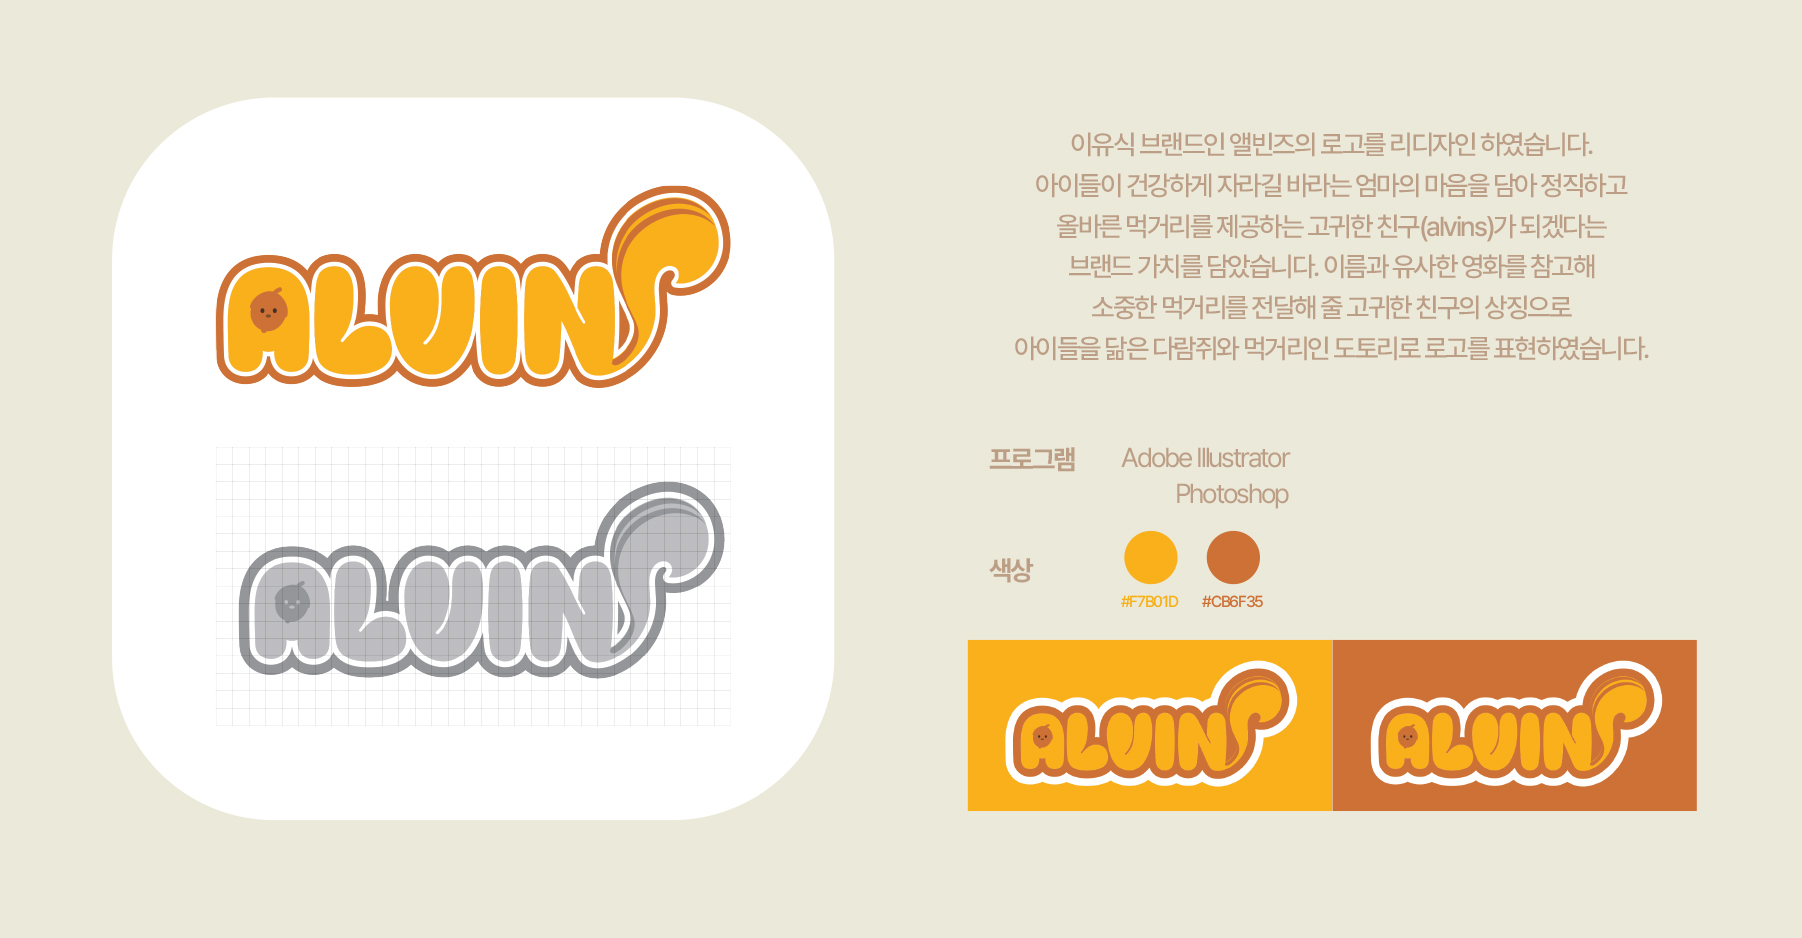 ALVINS
ALVINS
이유식 브랜드인 앨빈즈의 로고를 리디자인 하였습니다.
아이들이 건강하게 자라길 바라는 엄마의 마음을 담아 정직하고
올바른 먹거리를 제공하는 고귀한 친구(alvins)가 되겠다는
브랜드 가치를 담았습니다. 이름과 유사한 영화를 참고해
소중한 먹거리를 전달해 줄 고귀한 친구의 상징으로
아이들을 닮은 다람쥐와 먹거리인 도토리로 로고를 표현하였습니다.
프로그램 Adobe Illustrator
Photoshop
색상
#F7B01D #CB6F35
ALVINS ALVINS